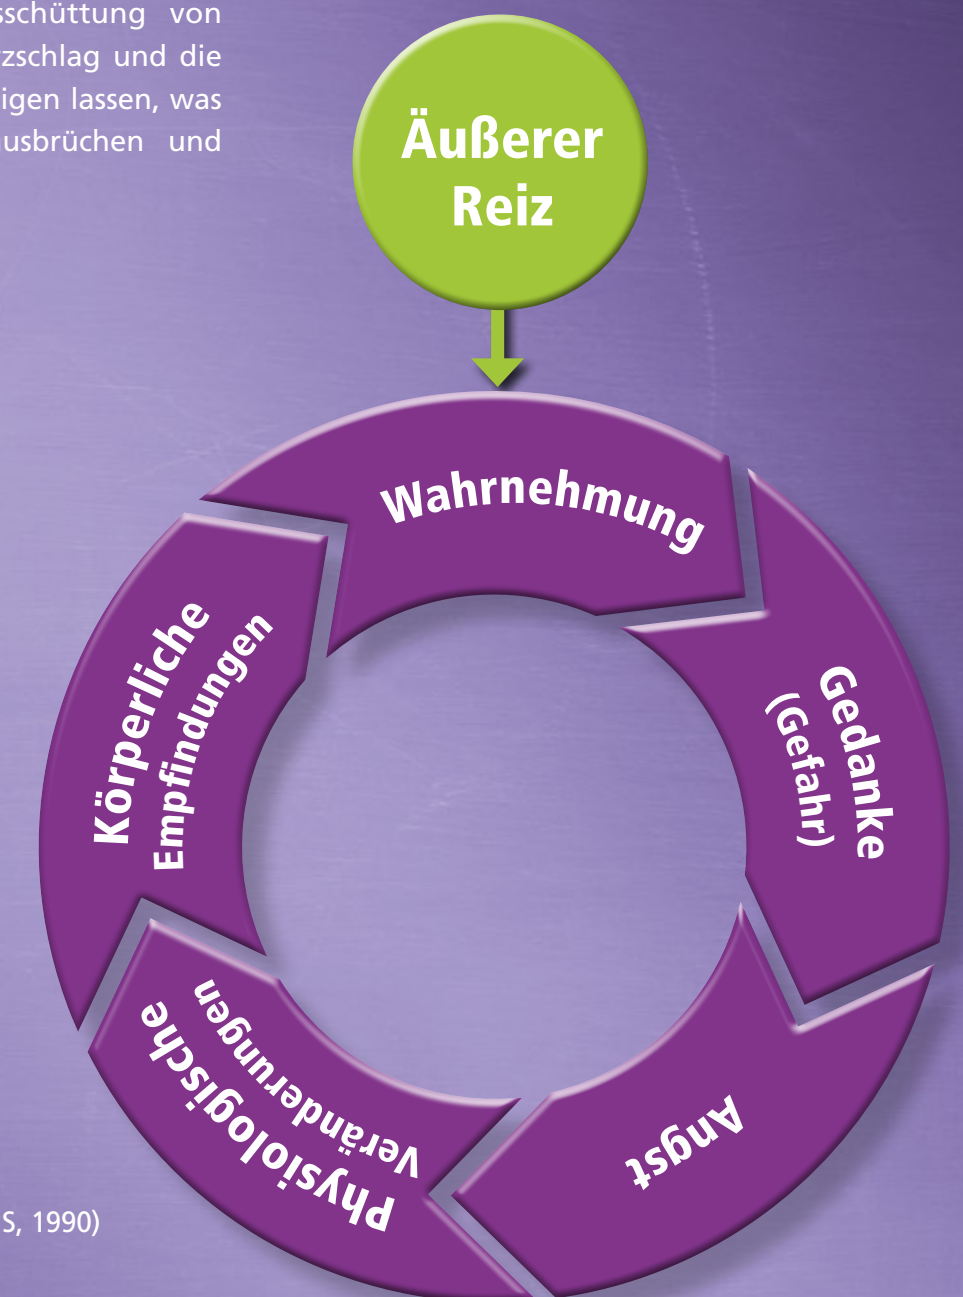 sschüttung von
rzschlag und die
igen lassen, was
usbrüchen und
Äußerer
Reiz
Wahrnehmung
Gedanke
(Gefahr)
Angst
Physiologische
Veränderungen
Körperliche
Empfindungen
S, 1990)